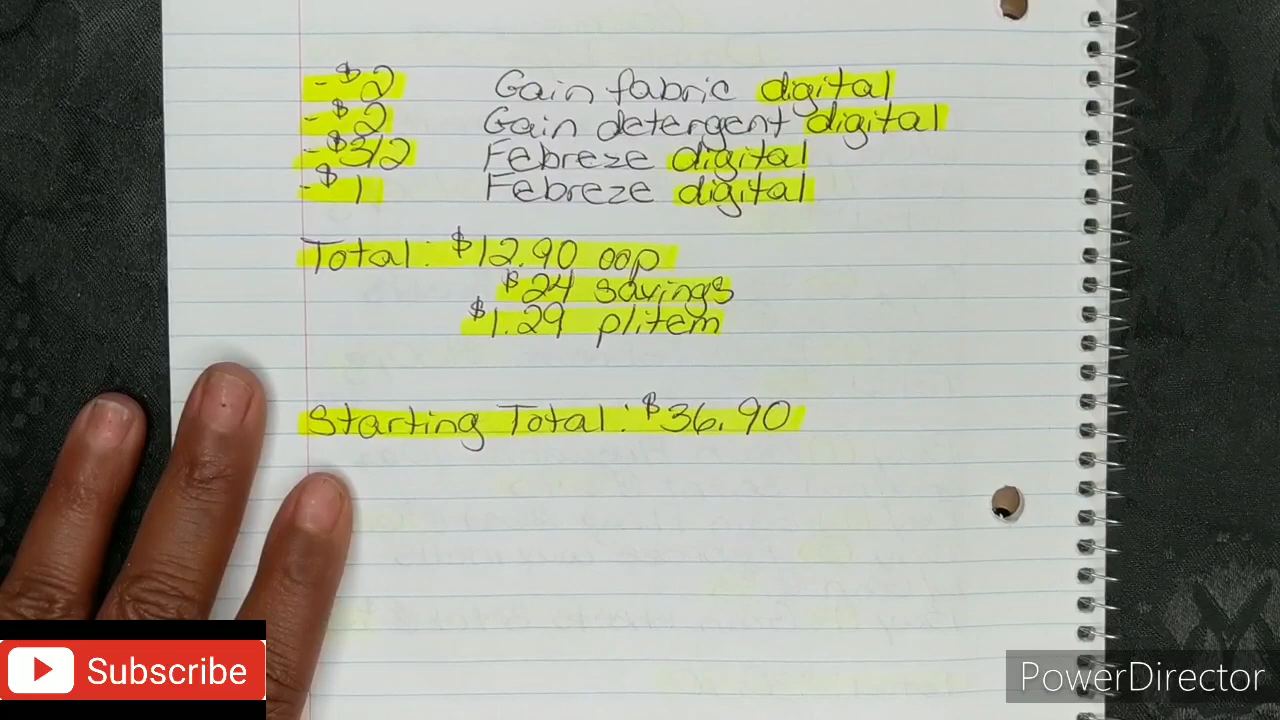 -$2 Gain fabric digital
-$2 Gain detergent digital
-$3/2 Febreze digital
-$1 Febreze digital
Total: $12.90 oop
$24 savings
$1.29 p/item
Starting Total: $36.90
Subscribe
PowerDirector